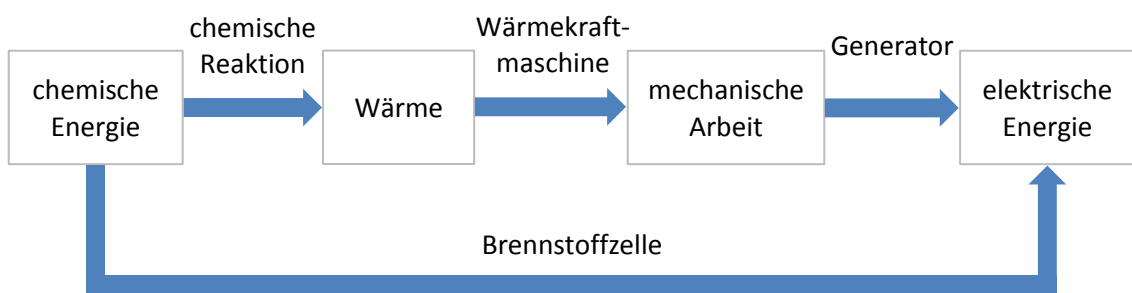 chemische
Energie
chemische
Reaktion
Wärme
Wärmekraft-
maschine
mechanische
Arbeit
Generator
elektrische
Energie
Brennstoffzelle